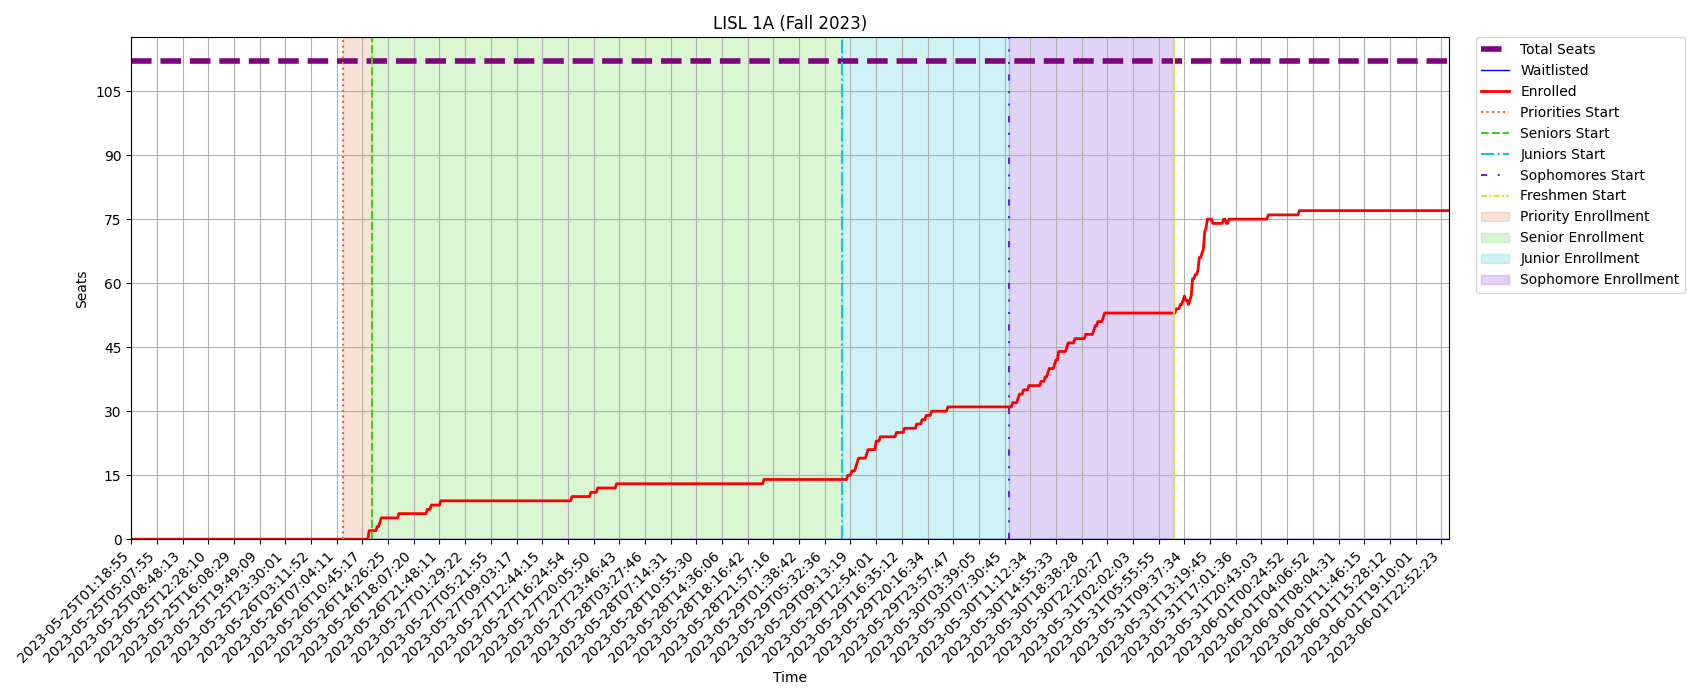 LISL 1A (Fall 2023)
Total Seats
Waitlisted
Enrolled
Priorities Start
Seniors Start
Juniors Start
Sophomores Start
Freshmen Start
Priority Enrollment
Senior Enrollment
Junior Enrollment
Sophomore Enrollment
Seats
105
90
75
60
45
30
15
0
2023-05-25T01:18:55
2023-05-25T05:07:55
2023-05-25T08:48:13
2023-05-25T12:28:10
2023-05-25T16:08:29
2023-05-25T19:49:09
2023-05-25T23:30:01
2023-05-26T03:11:52
2023-05-26T07:04:11
2023-05-26T10:45:17
2023-05-26T14:26:25
2023-05-26T18:07:20
2023-05-26T21:48:11
2023-05-27T01:29:22
2023-05-27T05:21:55
2023-05-27T09:03:17
2023-05-27T12:44:15
2023-05-27T16:24:54
2023-05-27T20:05:50
2023-05-27T23:46:43
2023-05-28T03:27:46
2023-05-28T07:14:31
2023-05-28T10:55:30
2023-05-28T14:36:06
2023-05-28T18:16:42
2023-05-28T21:57:16
2023-05-29T01:38:42
2023-05-29T05:32:36
2023-05-29T09:13:19
2023-05-29T12:54:01
2023-05-29T16:35:12
2023-05-29T20:16:34
2023-05-29T23:57:47
2023-05-30T03:39:05
2023-05-30T07:30:45
2023-05-30T11:12:34
2023-05-30T14:55:33
2023-05-30T18:38:28
2023-05-30T22:20:27
2023-05-31T02:02:03
2023-05-31T05:55:55
2023-05-31T09:37:34
2023-05-31T13:19:45
2023-05-31T17:01:36
2023-05-31T20:43:03
2023-06-01T00:24:52
2023-06-01T04:06:52
2023-06-01T08:04:31
2023-06-01T11:46:15
2023-06-01T15:28:12
2023-06-01T19:10:01
2023-06-01T22:52:23
Time